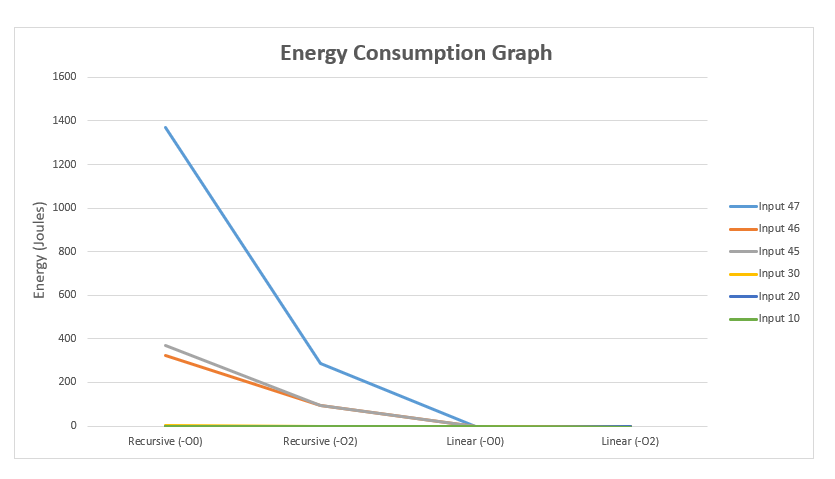 Energy Consumption Graph
1600
1400
1200
1000
800
600
400
200
0
Energy (Joules)
Recursive (-O0) Recursive (-O2) Linear (-O0) Linear (-O2)
Input 47
Input 46
Input 45
Input 30
Input 20
Input 10